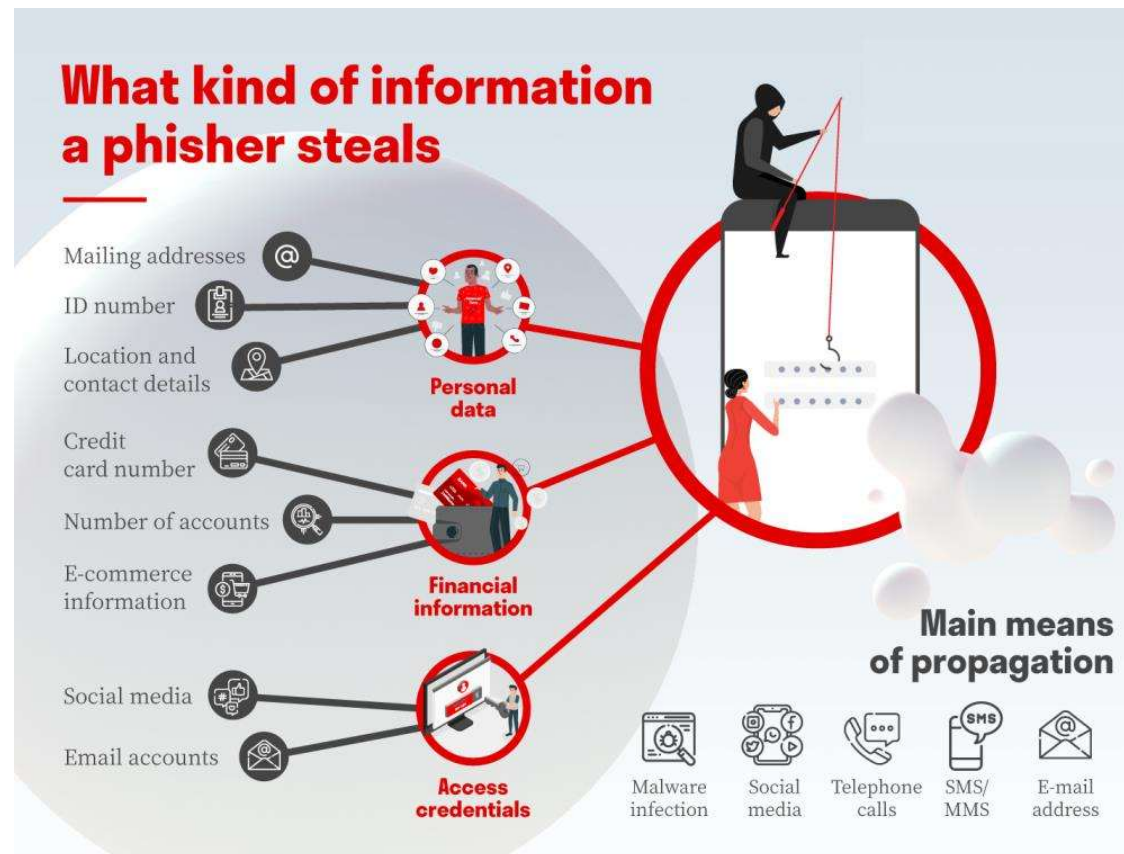 What kind of information
a phisher steals
Mailing addresses
@
ID number
Location and
contact details
Personal
data
Credit
card number
Number of accounts
E-commerce
information
Financial
information
Social media
Email accounts
Access
credentials
Main means
of propagation
SMS
Malware
infection
Social
media
Telephone
calls
SMS/
MMS
E-mail
address